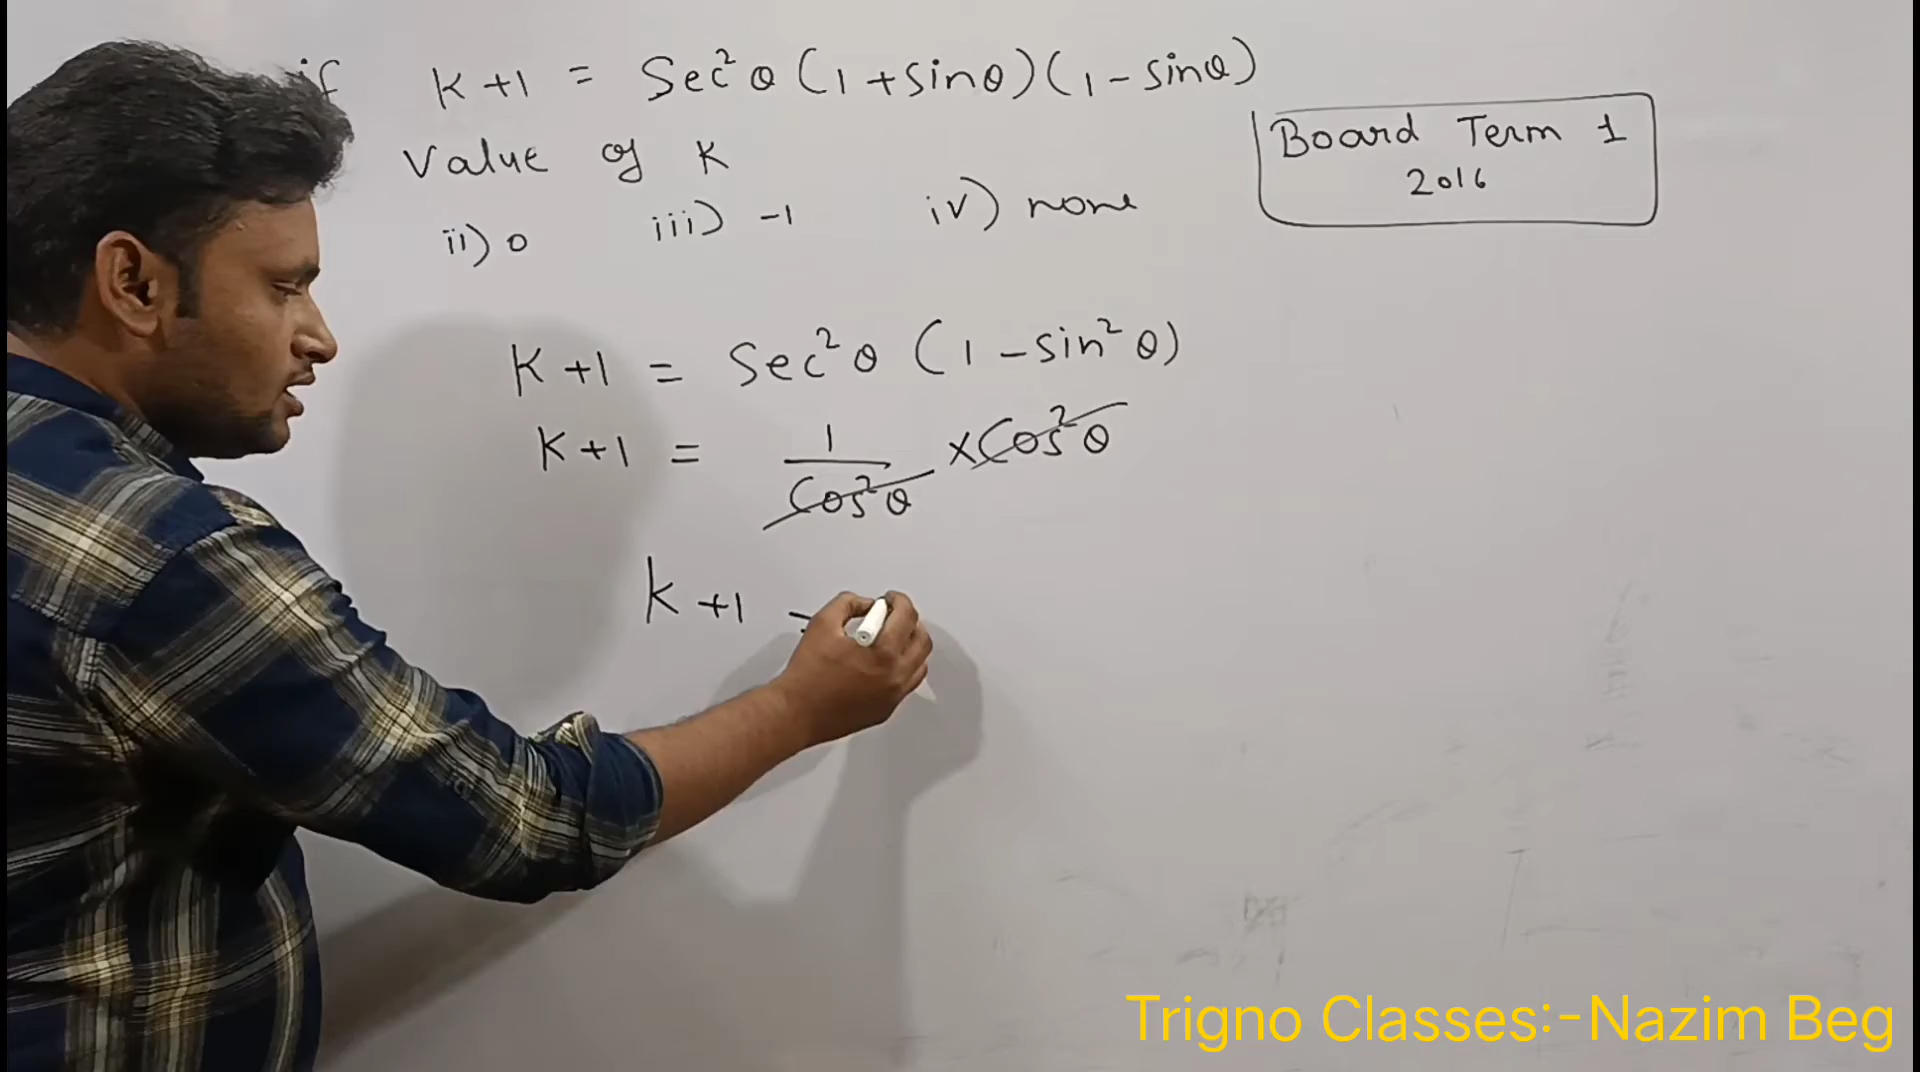 if K+1 = Sec²θ (1+sinθ)(1-sinθ)
Value of K
ii) 0 iii) -1 iv) none
Board Term 1
2016
K+1 = Sec²θ (1-sin²θ)
K+1 = 1/Cos²θ × Cos²θ
K+1 =
Trigno Classes:-Nazim Beg